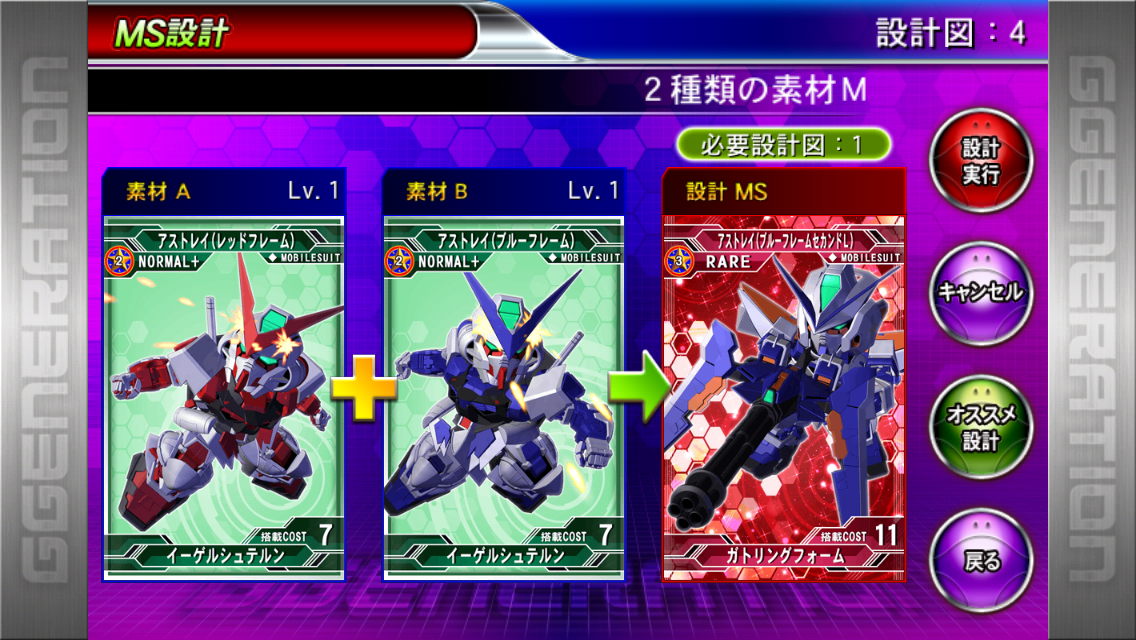 MS設計
設計図：4
2種類の素材M
必要設計図：1
素材 A Lv. 1
アストレイ(レッドフレーム)
2 NORMAL+ ◆ MOBILESUIT
搭載COST 7
イーゲルシュテルン
素材 B Lv. 1
アストレイ(ブルーフレーム)
2 NORMAL+ ◆ MOBILESUIT
搭載COST 7
イーゲルシュテルン
設計 MS
アストレイ(ブルーフレームセカンドL)
3 RARE ◆ MOBILESUIT
搭載COST 11
ガトリングフォーム
設計
実行
キャンセル
オススメ
設計
戻る
GGENERATION
GGENERATION